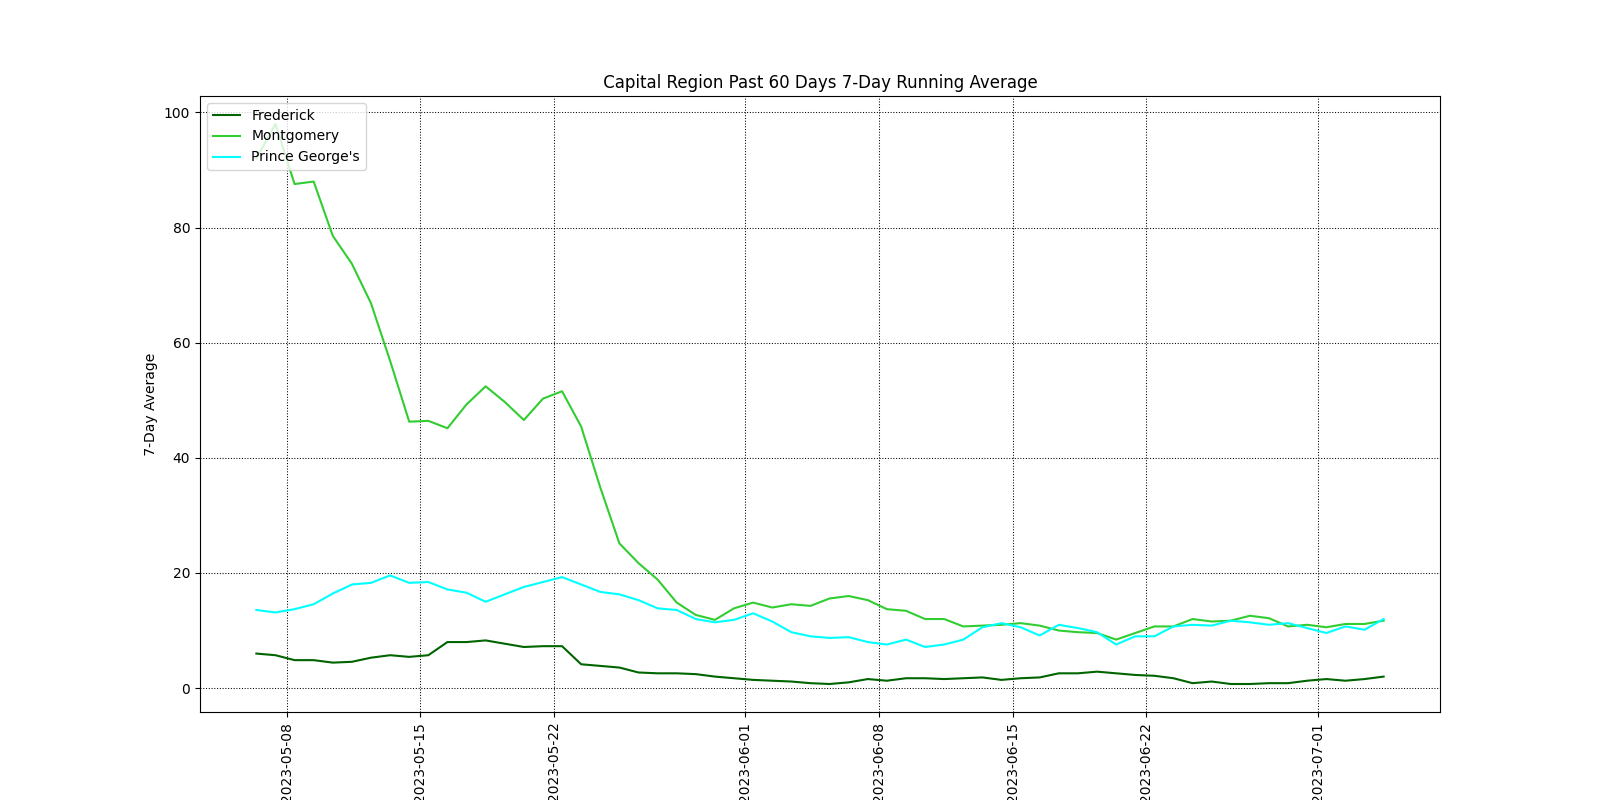 Capital Region Past 60 Days 7-Day Running Average
Frederick
Montgomery
Prince George's
7-Day Average
100
80
60
40
20
0
2023-05-08
2023-05-15
2023-05-22
2023-06-01
2023-06-08
2023-06-15
2023-06-22
2023-07-01